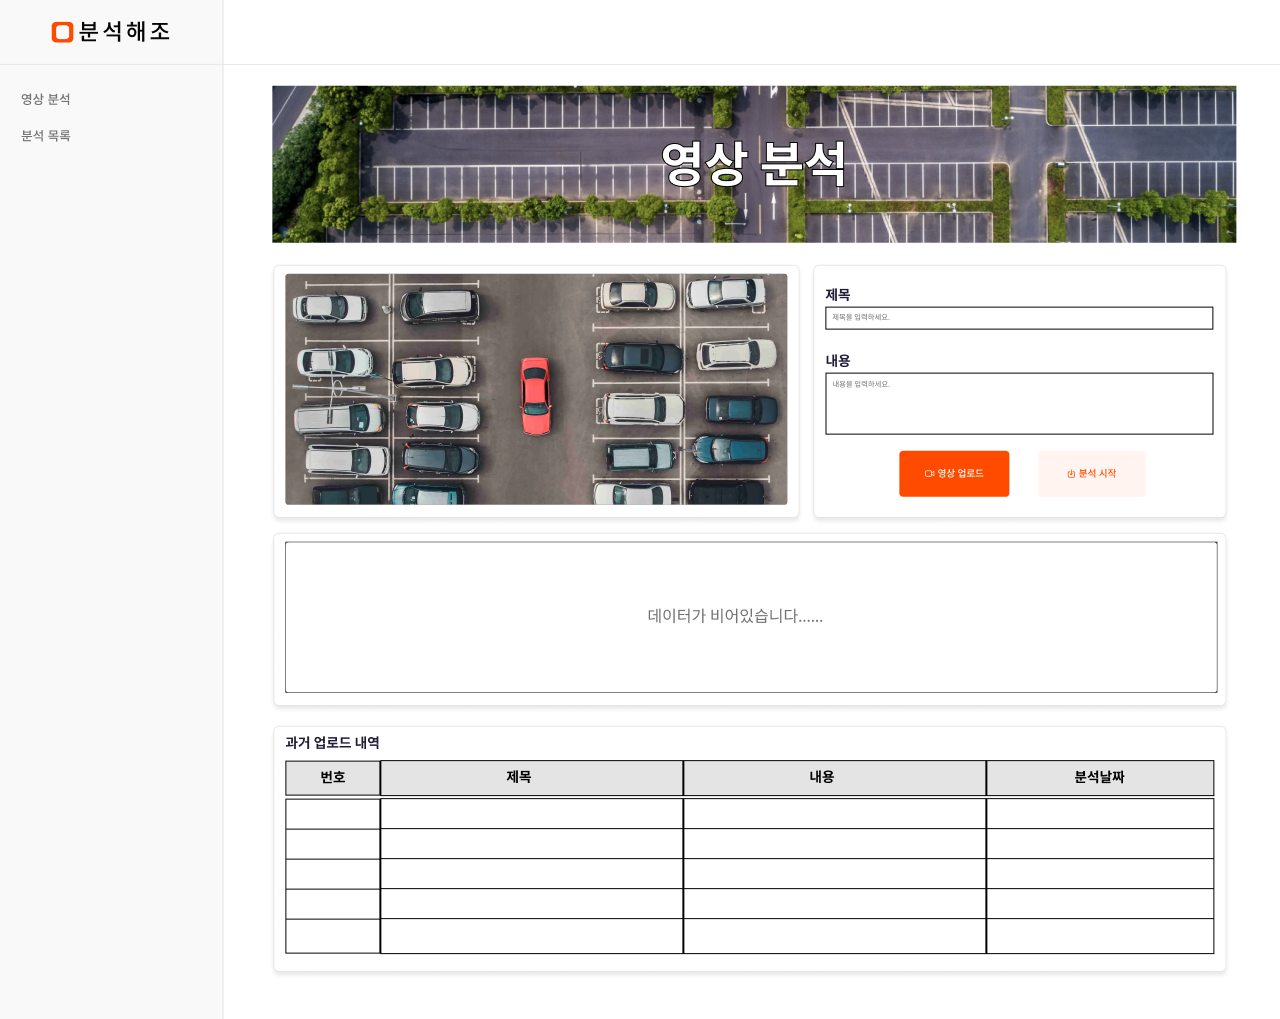 분석해조
영상 분석
분석 목록
영상 분석
제목
제목을 입력하세요.
내용
내용을 입력하세요.
영상 업로드
분석 시작
데이터가 비어있습니다......
과거 업로드 내역
번호 제목 내용 분석날짜